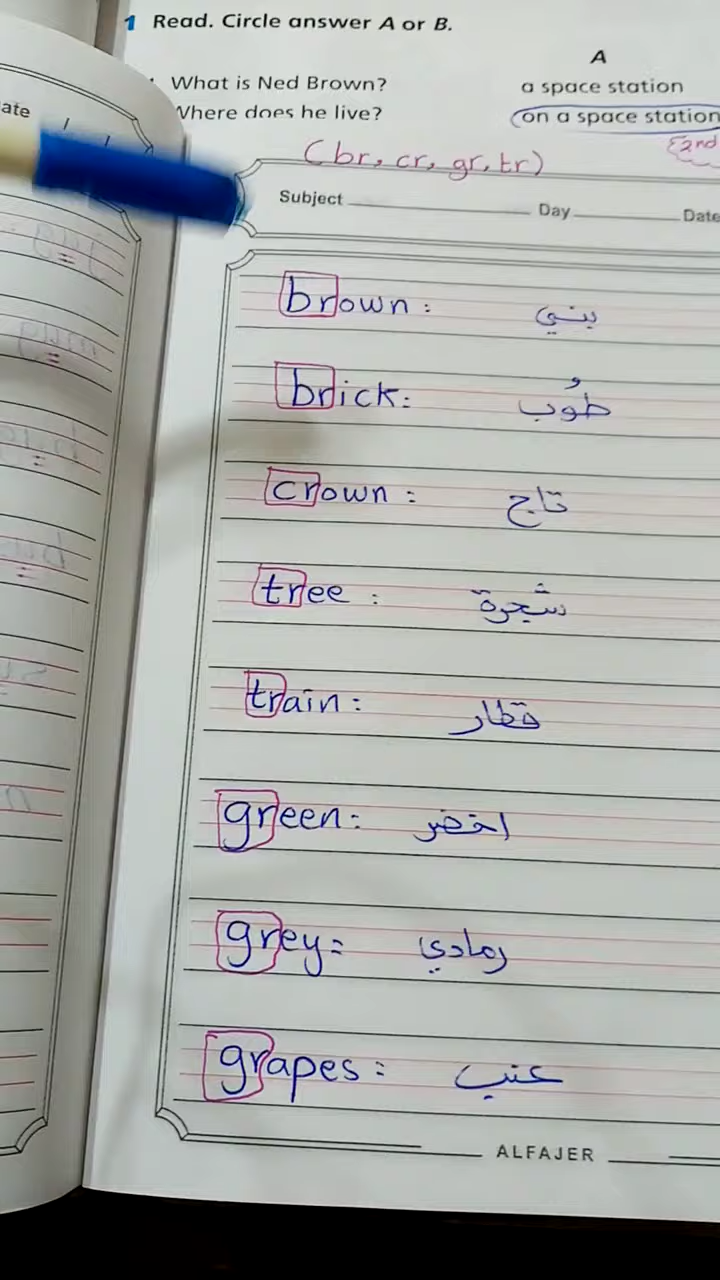 1 Read. Circle answer A or B.
A
What is Ned Brown? a space station
Where does he live? on a space station
(br, cr, gr, tr) 2nd
Subject Day Date
brown: بني
brick: طُوب
crown: تاج
tree: شجرة
train: قطار
green: اخضر
grey: رمادي
grapes: عنب
ALFAJER